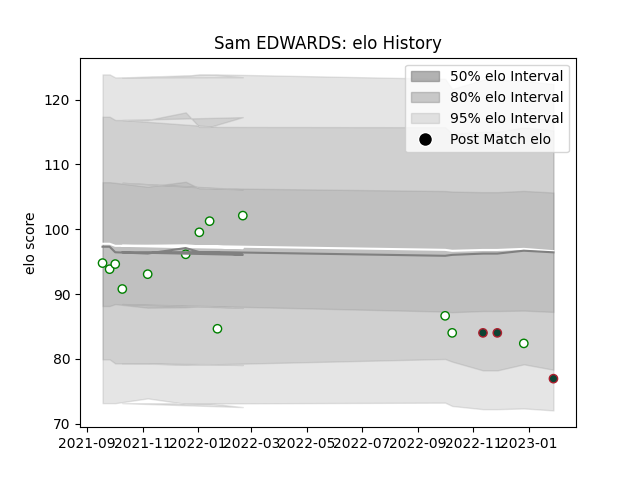 Sam EDWARDS: elo History
50% elo Interval
80% elo Interval
95% elo Interval
Post Match elo
elo score
120
110
100
90
80
70
2021-09 2021-11 2022-01 2022-03 2022-05 2022-07 2022-09 2022-11 2023-01